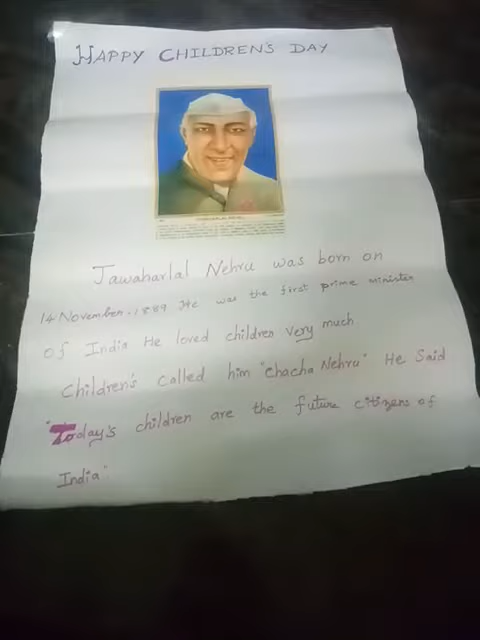 HAPPY CHILDREN'S DAY
Jawaharlal Nehru was born on
14 November-1889 He was the first prime minister
of India He loved children very much
Children's called him "chacha Nehru" He Said
"Today's children are the future citizens of
India"